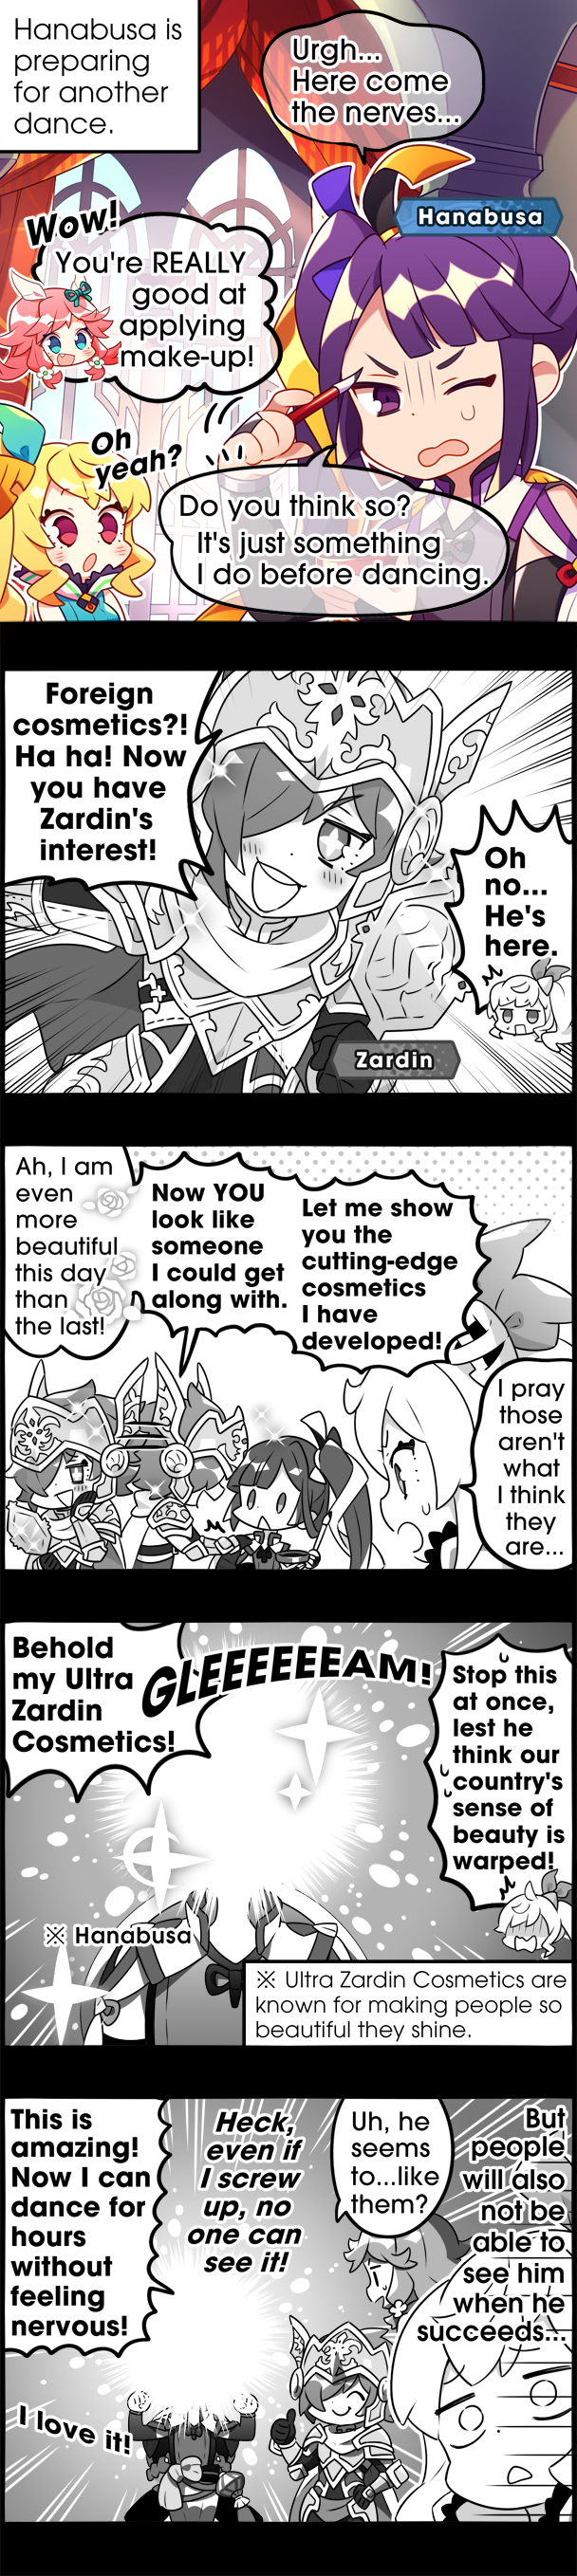 Hanabusa is
preparing
for another
dance.
Urgh...
Here come
the nerves...
Hanabusa
Wow!
You're REALLY
good at
applying
make-up!
Oh
yeah?
Do you think so?
It's just something
I do before dancing.
Foreign
cosmetics?!
Ha ha! Now
you have
Zardin's
interest!
Oh
no...
He's
here.
Zardin
Ah, I am
even
more
beautiful
this day
than
the last!
Now YOU
look like
someone
I could get
along with.
Let me show
you the
cutting-edge
cosmetics
I have
developed!
I pray
those
aren't
what
I think
they
are...
Behold
my Ultra
Zardin
Cosmetics!
GLEEEEEEAM!
Stop this
at once,
lest he
think our
country's
sense of
beauty is
warped!
※ Hanabusa
※ Ultra Zardin Cosmetics are
known for making people so
beautiful they shine.
This is
amazing!
Now I can
dance for
hours
without
feeling
nervous!
Heck,
even if
I screw
up, no
one can
see it!
Uh, he
seems
to...like
them?
But
people
will also
not be
able to
see him
when he
succeeds...
I love it!